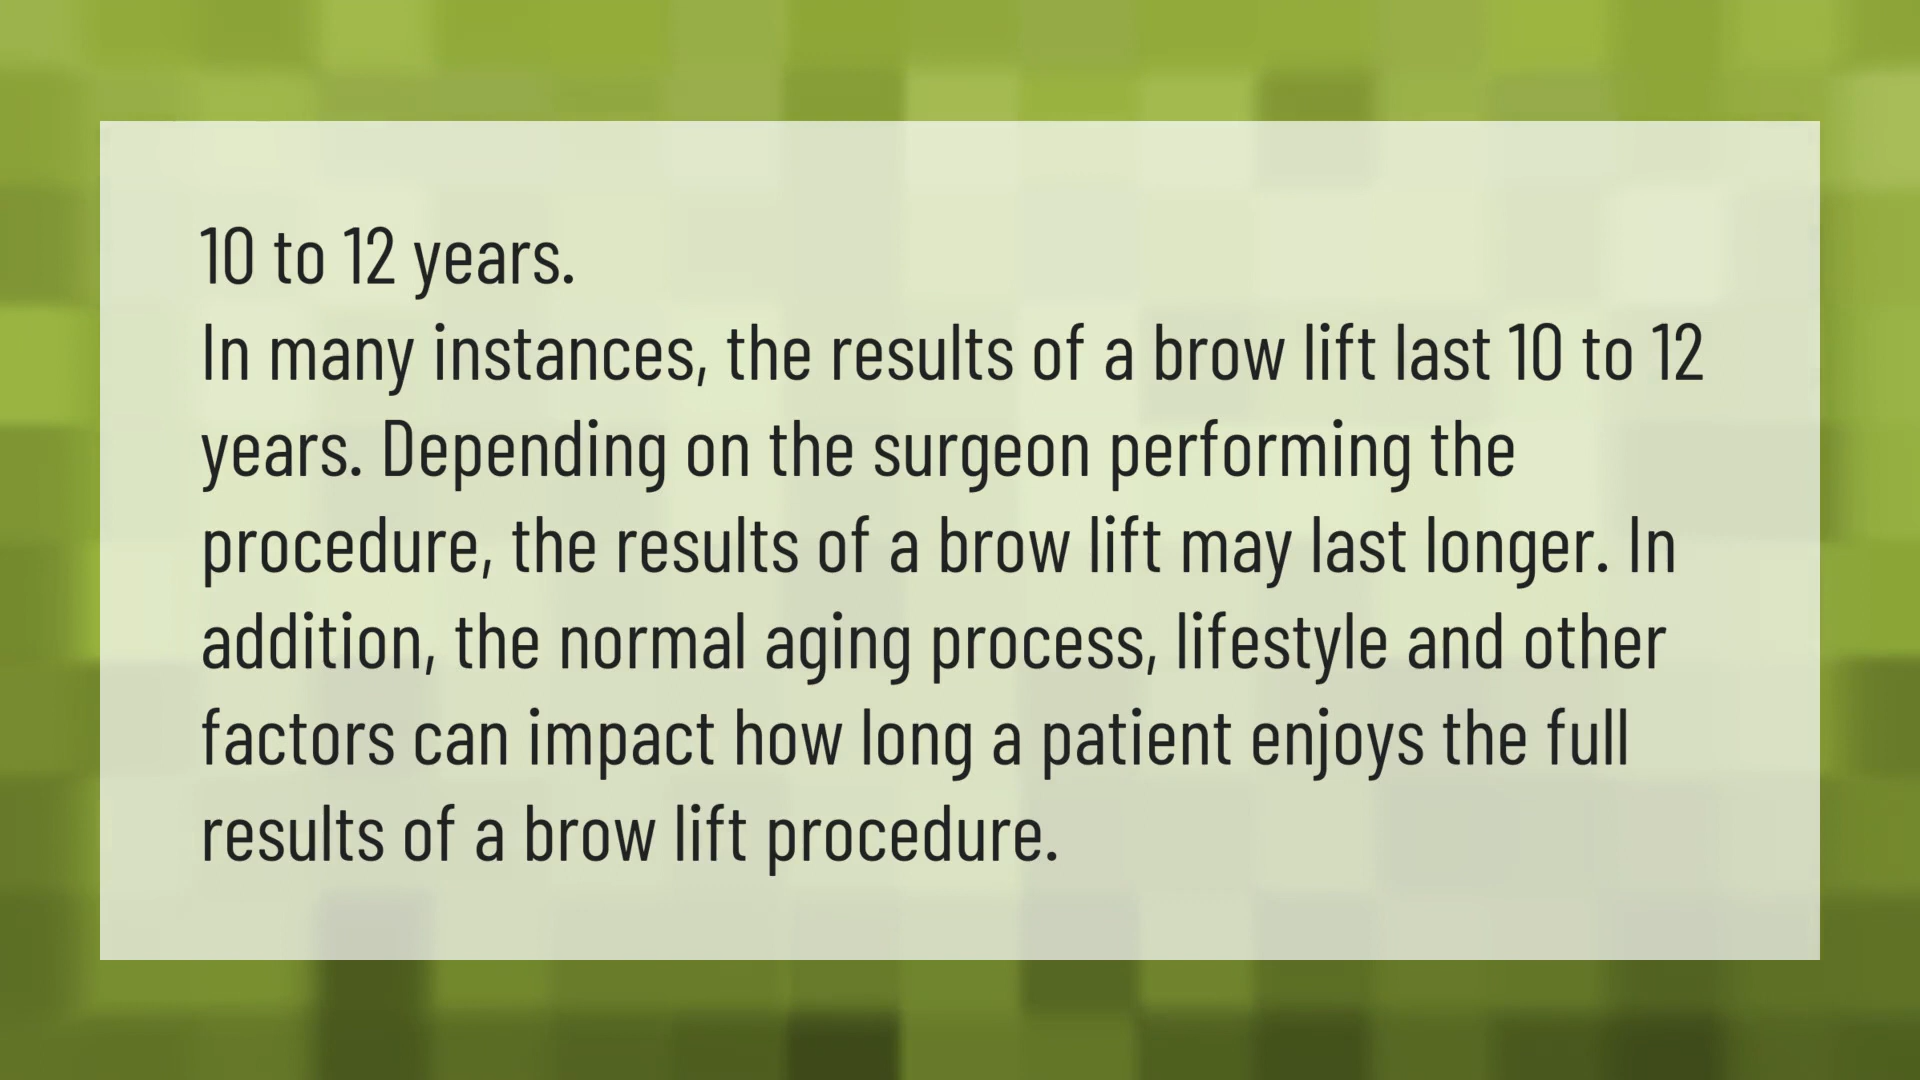 10 to 12 years.
In many instances, the results of a brow lift last 10 to 12
years. Depending on the surgeon performing the
procedure, the results of a brow lift may last longer. In
addition, the normal aging process, lifestyle and other
factors can impact how long a patient enjoys the full
results of a brow lift procedure.